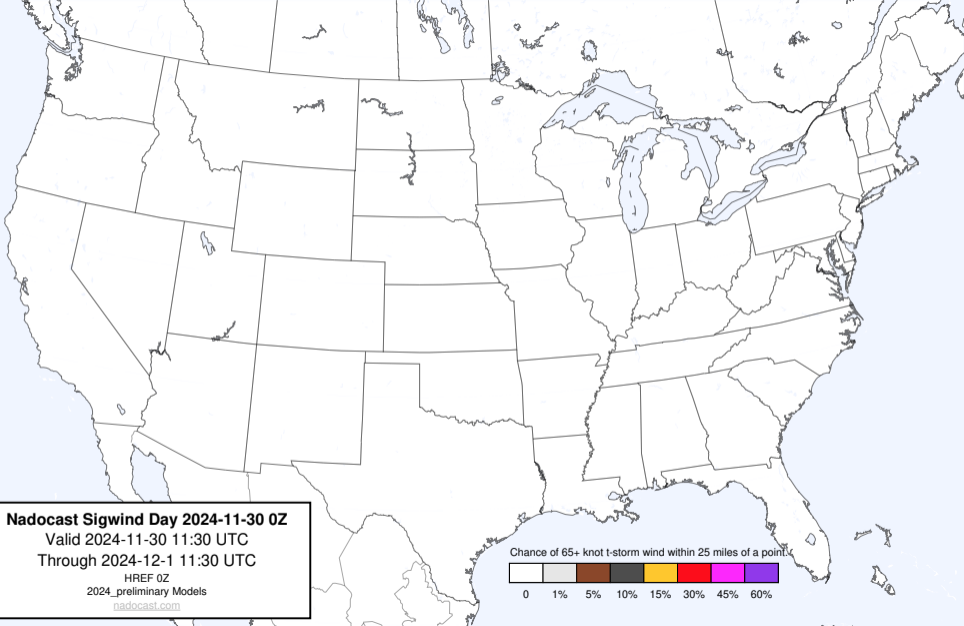 Nadocast Sigwind Day 2024-11-30 0Z
Valid 2024-11-30 11:30 UTC
Through 2024-12-1 11:30 UTC
HREF 0Z
2024_preliminary Models
nadocast.com
Chance of 65+ knot t-storm wind within 25 miles of a point.
0 1% 5% 10% 15% 30% 45% 60%